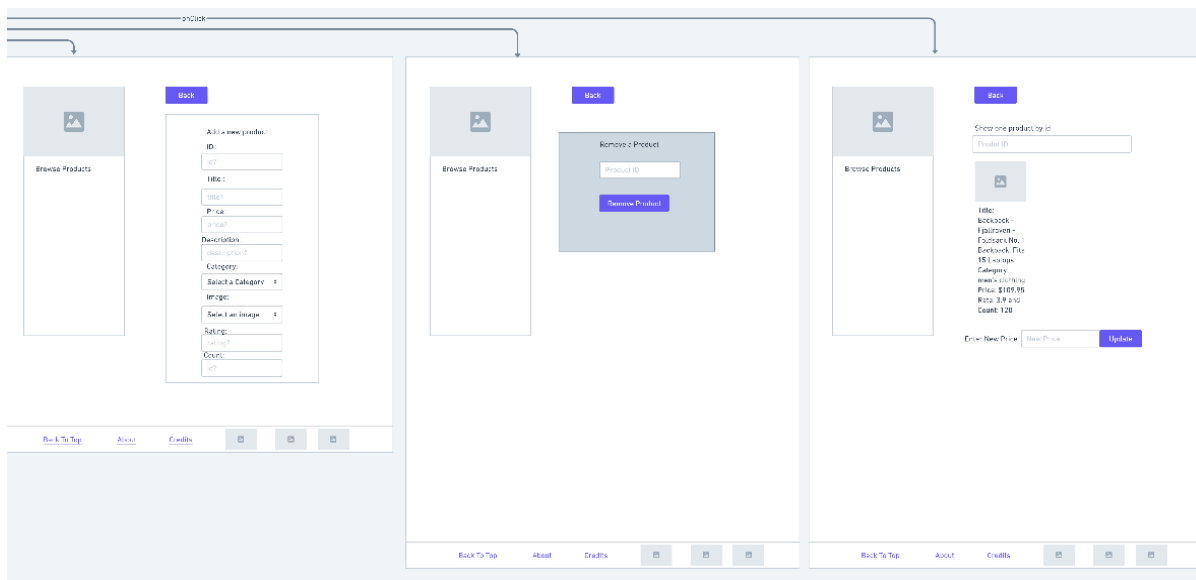 onClick
Back
Browse Products
Add a new product
ID:
id?
Title :
title?
Price:
price?
Description
description?
Category:
Select a Category
Image:
Select an image
Rating:
rating?
Count:
id?
Back To Top
About
Credits
Back
Browse Products
Remove a Product
Product ID
Remove Product
Back To Top
About
Credits
Back
Browse Products
Show one product by id
Title:
Backpack -
Fjallraven -
Foldsack No. 1
Backpack, Fits
15 Laptops
Category
men's clothing
Price: $109.95
Rate: 3.9 and
Count: 120
Enter New Price
New Price
Update
Back To Top
About
Credits